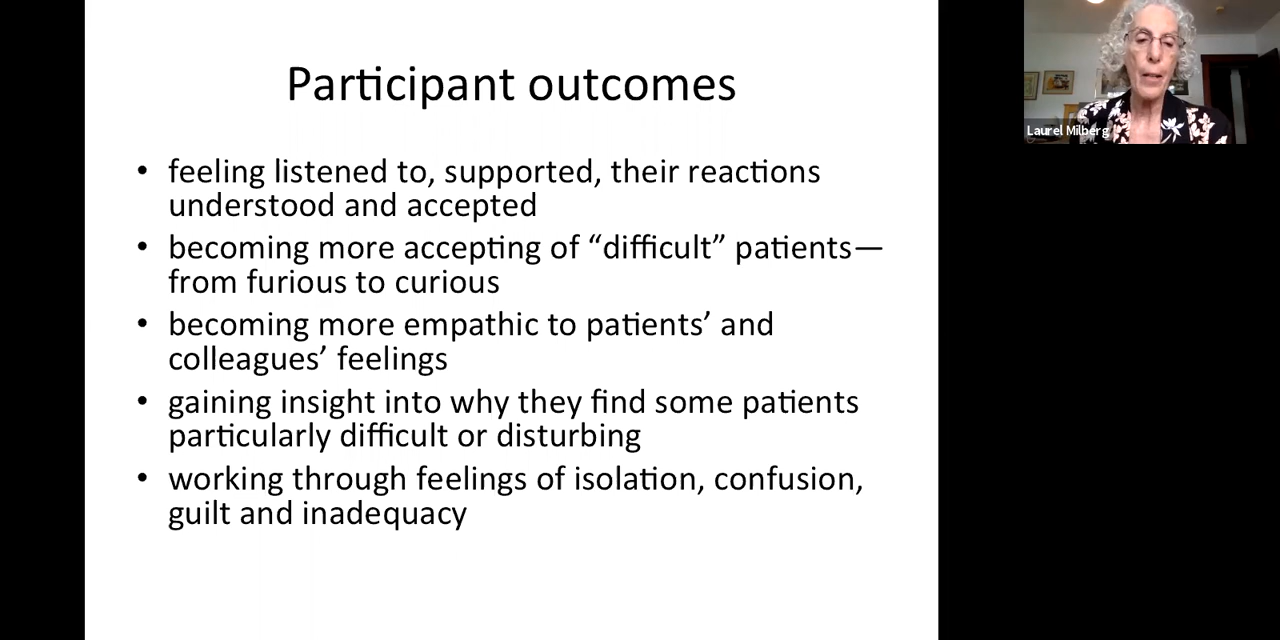 Participant outcomes
• feeling listened to, supported, their reactions
understood and accepted
• becoming more accepting of “difficult” patients—
from furious to curious
• becoming more empathic to patients’ and
colleagues’ feelings
• gaining insight into why they find some patients
particularly difficult or disturbing
• working through feelings of isolation, confusion,
guilt and inadequacy
Laurel Milberg